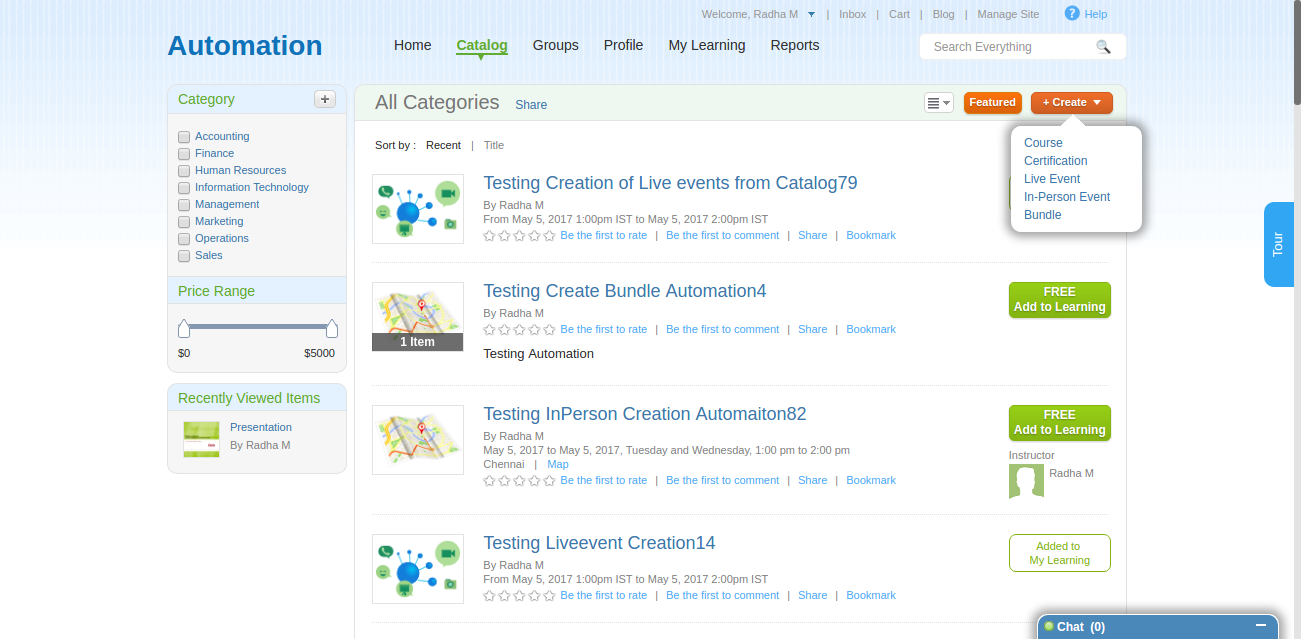 Welcome, Radha M | Inbox | Cart | Blog | Manage Site ? Help
Automation
Home Catalog Groups Profile My Learning Reports
Search Everything
Category +
Accounting
Finance
Human Resources
Information Technology
Management
Marketing
Operations
Sales
Price Range
$0 $5000
Recently Viewed Items
Presentation
By Radha M
All Categories Share
Featured
+ Create
Course
Certification
Live Event
In-Person Event
Bundle
Sort by : Recent | Title
Testing Creation of Live events from Catalog79
By Radha M
From May 5, 2017 1:00pm IST to May 5, 2017 2:00pm IST
Be the first to rate | Be the first to comment | Share | Bookmark
Testing Create Bundle Automation4
By Radha M
Be the first to rate | Be the first to comment | Share | Bookmark
1 Item
Testing Automation
FREE
Add to Learning
Testing InPerson Creation Automaiton82
By Radha M
May 5, 2017 to May 5, 2017, Tuesday and Wednesday, 1:00 pm to 2:00 pm
Chennai | Map
Be the first to rate | Be the first to comment | Share | Bookmark
FREE
Add to Learning
Instructor
Radha M
Testing Liveevent Creation14
By Radha M
From May 5, 2017 1:00pm IST to May 5, 2017 2:00pm IST
Be the first to rate | Be the first to comment | Share | Bookmark
Added to
My Learning
Tour
Chat (0)